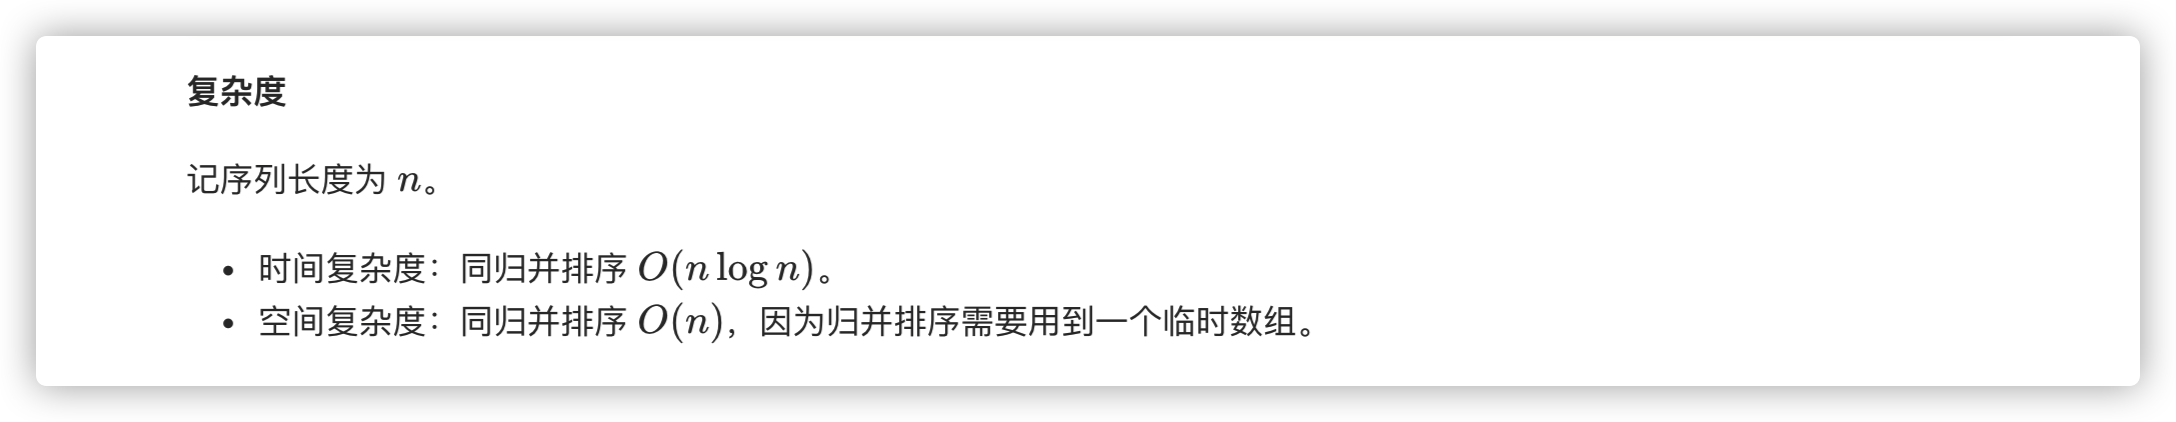 复杂度
记序列长度为 n。
• 时间复杂度：同归并排序 O(n log n)。
• 空间复杂度：同归并排序 O(n)，因为归并排序需要用到一个临时数组。